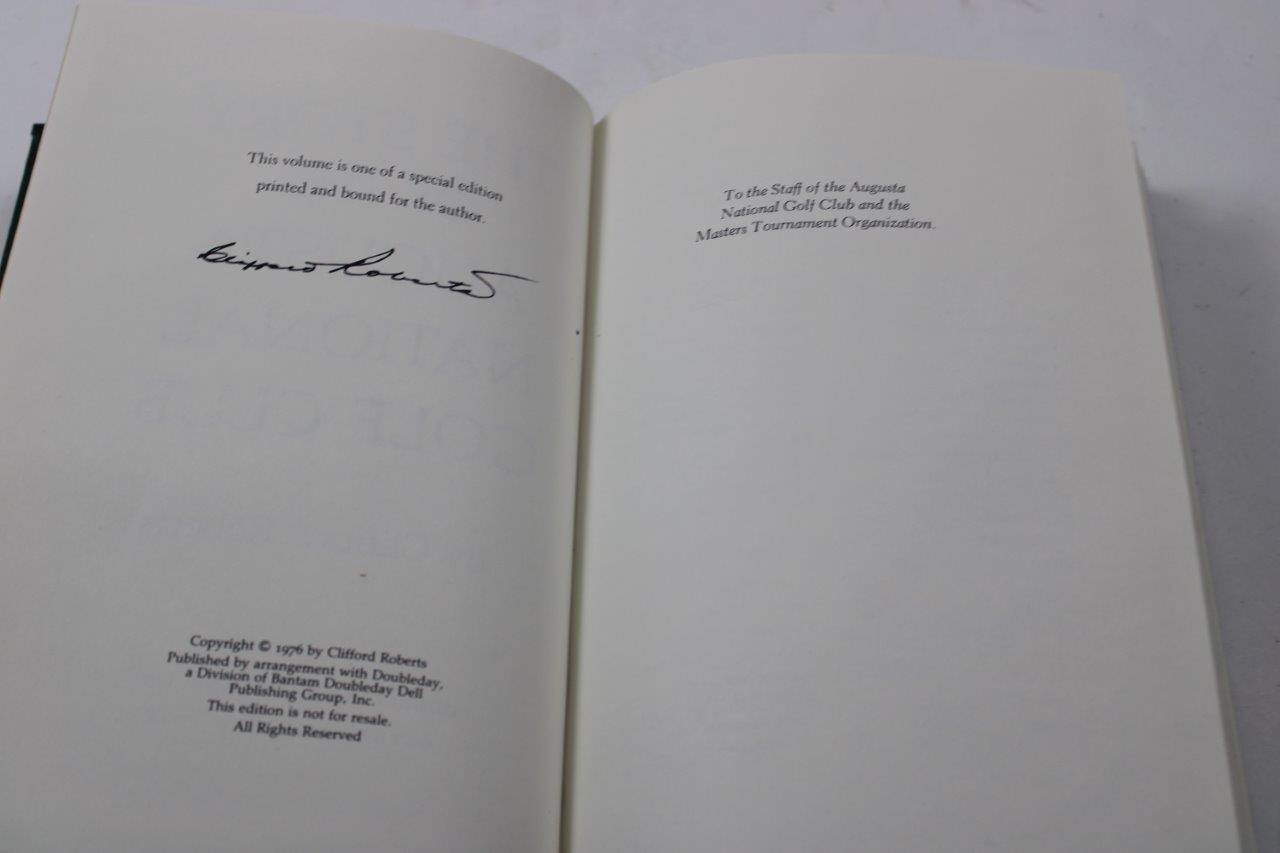 This volume is one of a special edition
printed and bound for the author.
Clifford Roberts
Copyright © 1976 by Clifford Roberts
Published by arrangement with Doubleday,
a Division of Bantam Doubleday Dell
Publishing Group, Inc.
This edition is not for resale.
All Rights Reserved
To the Staff of the Augusta
National Golf Club and the
Masters Tournament Organization.